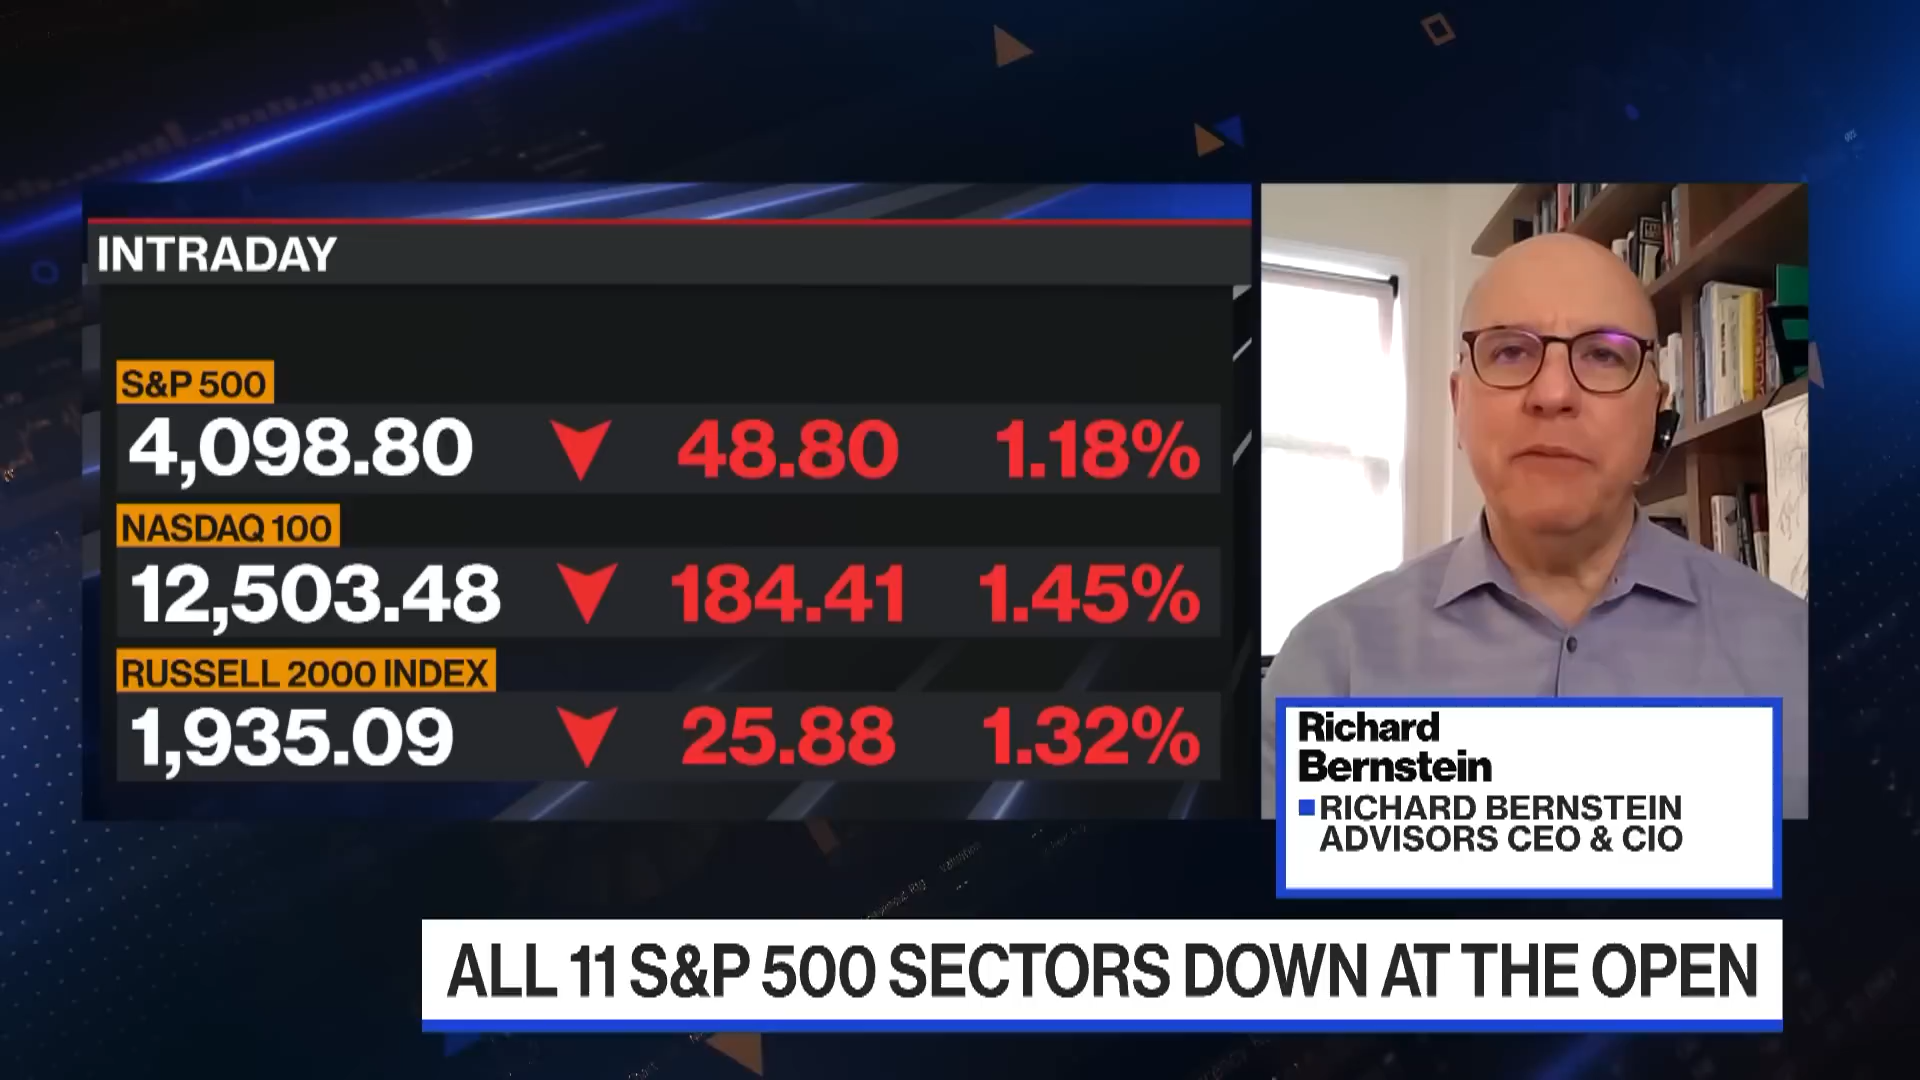 INTRADAY
S&P 500
4,098.80 ▼ 48.80 1.18%
NASDAQ 100
12,503.48 ▼ 184.41 1.45%
RUSSELL 2000 INDEX
1,935.09 ▼ 25.88 1.32%
Richard
Bernstein
RICHARD BERNSTEIN
ADVISORS CEO & CIO
ALL 11 S&P 500 SECTORS DOWN AT THE OPEN